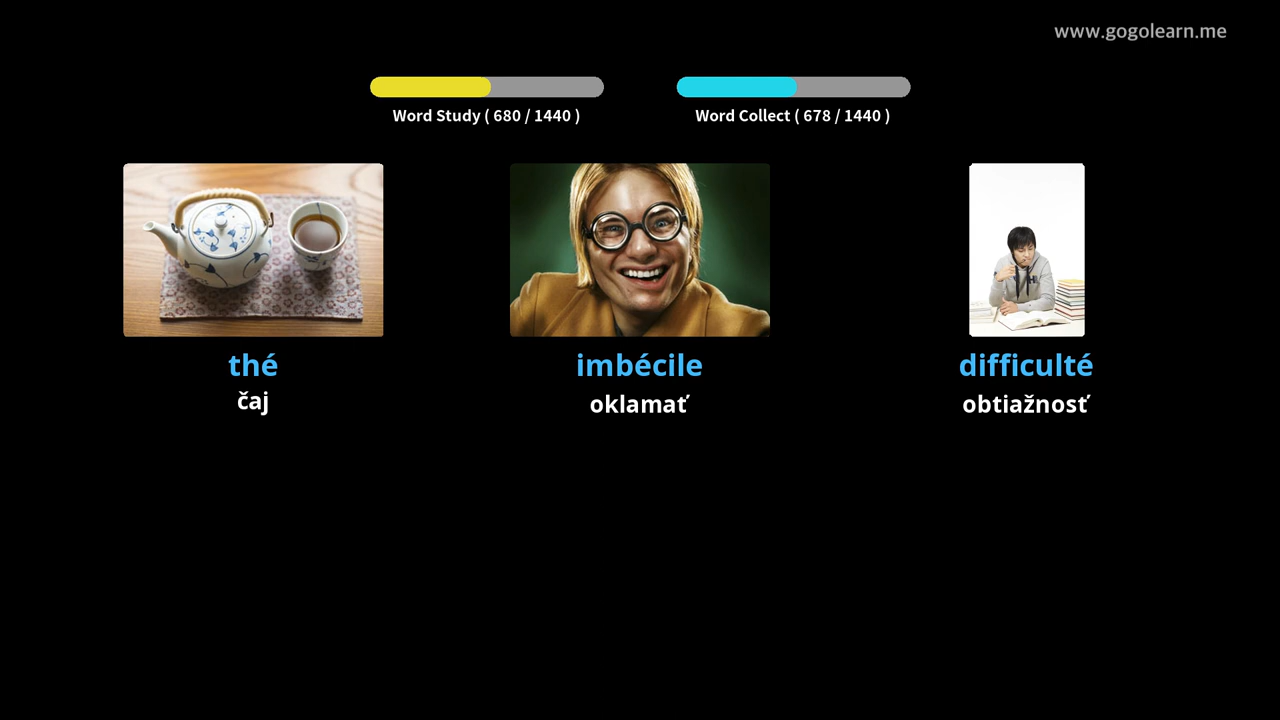 www.gogolearn.me
Word Study ( 680 / 1440 )
Word Collect ( 678 / 1440 )
thé
čaj
imbécile
oklamať
difficulté
obtiažnosť